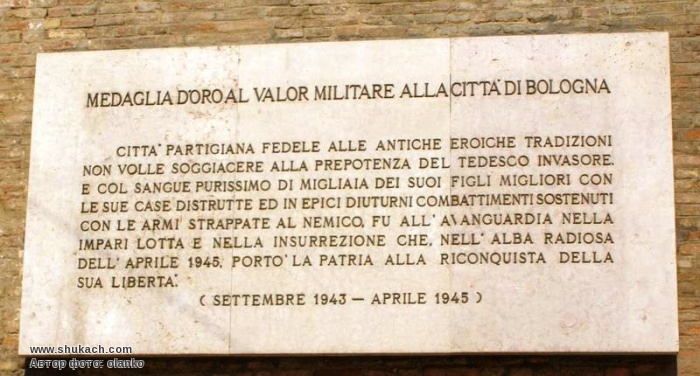 MEDAGLIA D'ORO AL VALOR MILITARE ALLA CITTA' DI BOLOGNA
CITTA' PARTIGIANA FEDELE ALLE ANTICHE EROICHE TRADIZIONI
NON VOLLE SOGGIACERE ALLA PREPOTENZA DEL TEDESCO INVASORE.
E COL SANGUE PURISSIMO DI MIGLIAIA DEI SUOI FIGLI MIGLIORI CON
LE SUE CASE DISTRUTTE ED IN EPICI DIUTURNI COMBATTIMENTI SOSTENUTI
CON LE ARMI STRAPPATE AL NEMICO, FU ALL'AVANGUARDIA NELLA
IMPARI LOTTA E NELLA INSURREZIONE CHE, NELL'ALBA RADIOSA
DELL'APRILE 1945, PORTO' LA PATRIA ALLA RICONQUISTA DELLA
SUA LIBERTA'.
( SETTEMBRE 1943 — APRILE 1945 )
www.shukach.com
Автор фото: olanko